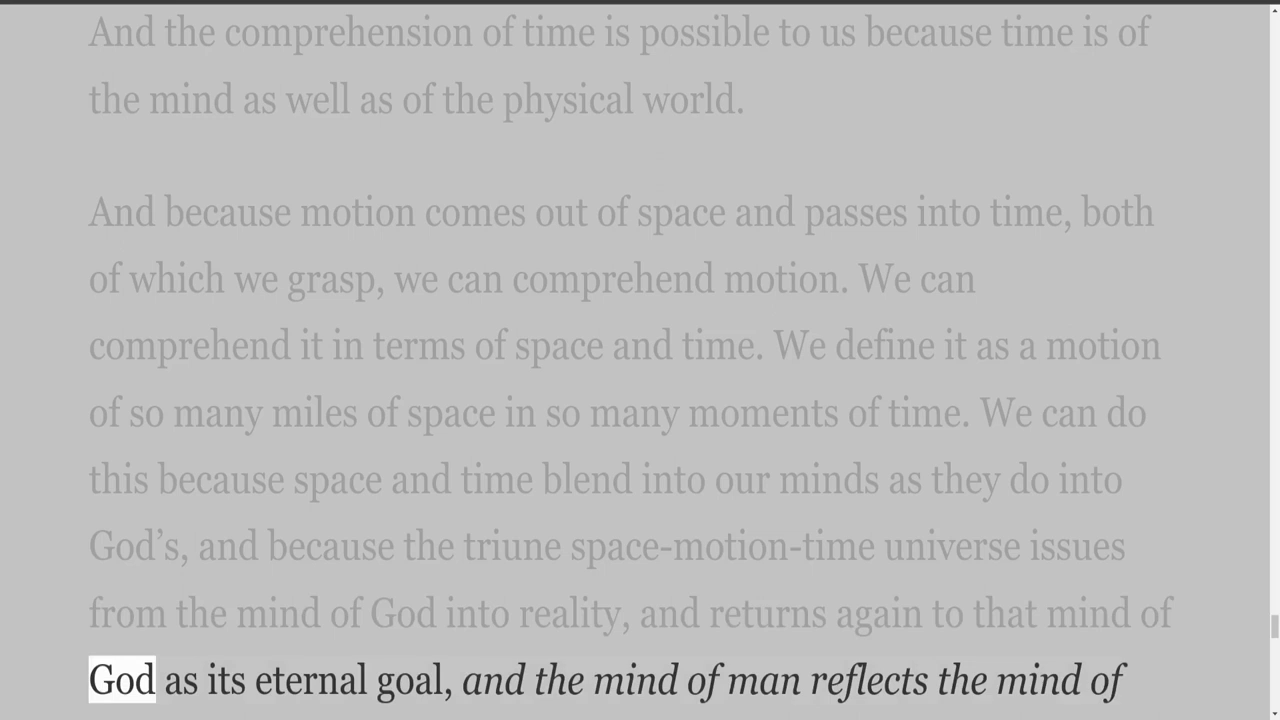 And the comprehension of time is possible to us because time is of
the mind as well as of the physical world.
And because motion comes out of space and passes into time, both
of which we grasp, we can comprehend motion. We can
comprehend it in terms of space and time. We define it as a motion
of so many miles of space in so many moments of time. We can do
this because space and time blend into our minds as they do into
God’s, and because the triune space-motion-time universe issues
from the mind of God into reality, and returns again to that mind of
God as its eternal goal, and the mind of man reflects the mind of